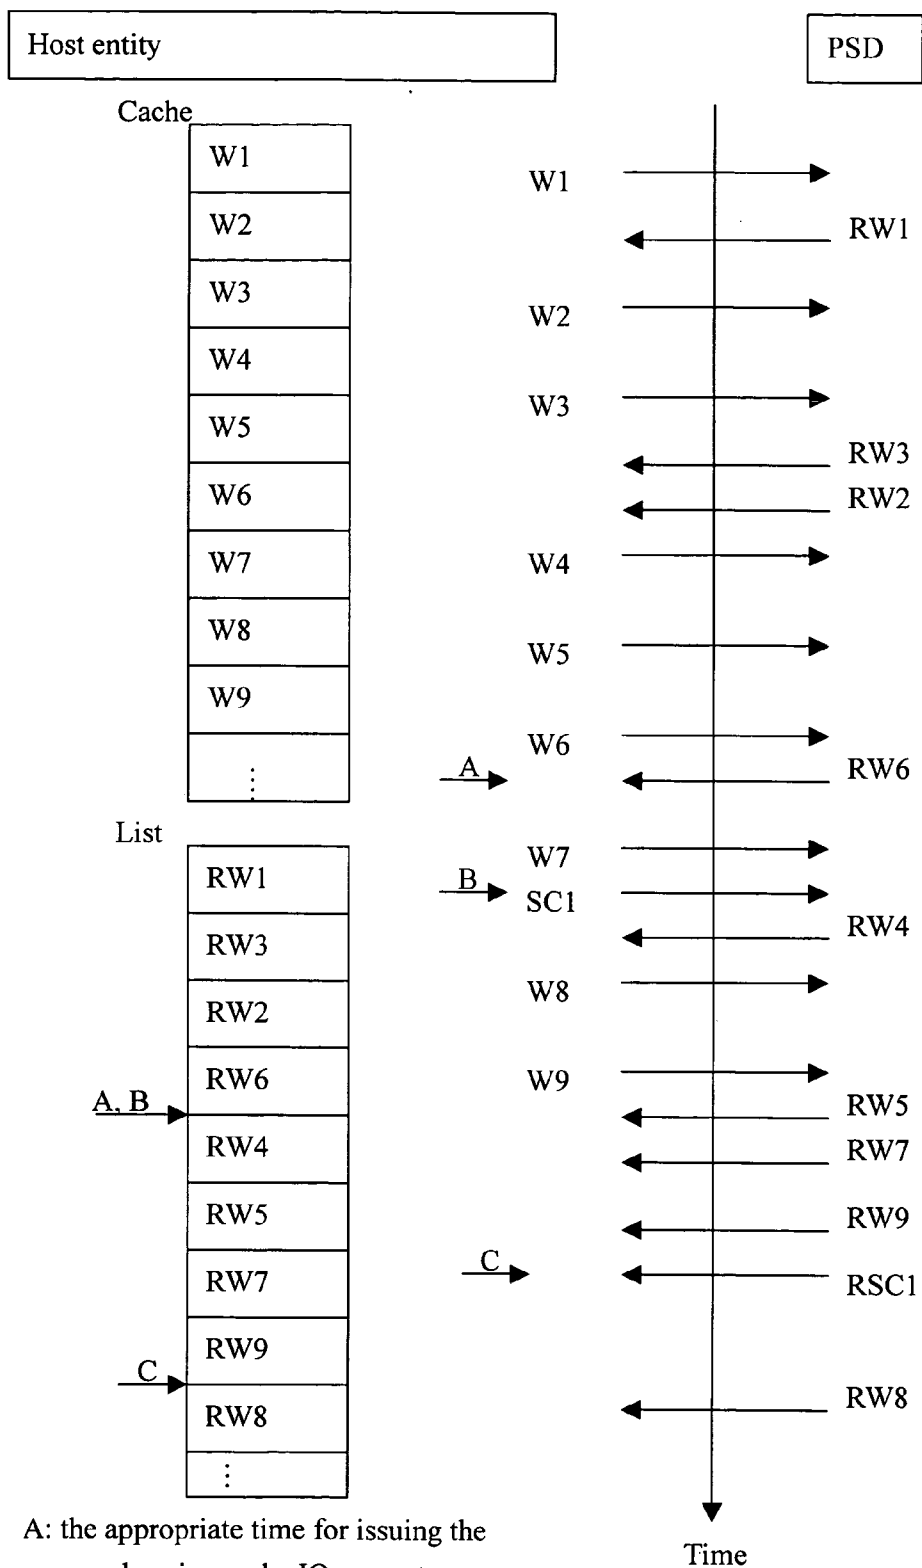 Host entity
PSD
Cache
W1
W2
W3
W4
W5
W6
W7
W8
W9
List
RW1
RW3
RW2
RW6
A, B
RW4
RW5
RW7
RW9
C
RW8
W1
RW1
W2
W3
RW3
RW2
W4
W5
W6
A
RW6
W7
B
SC1
RW4
W8
W9
RW5
RW7
RW9
C
RSC1
RW8
Time
A: the appropriate time for issuing the